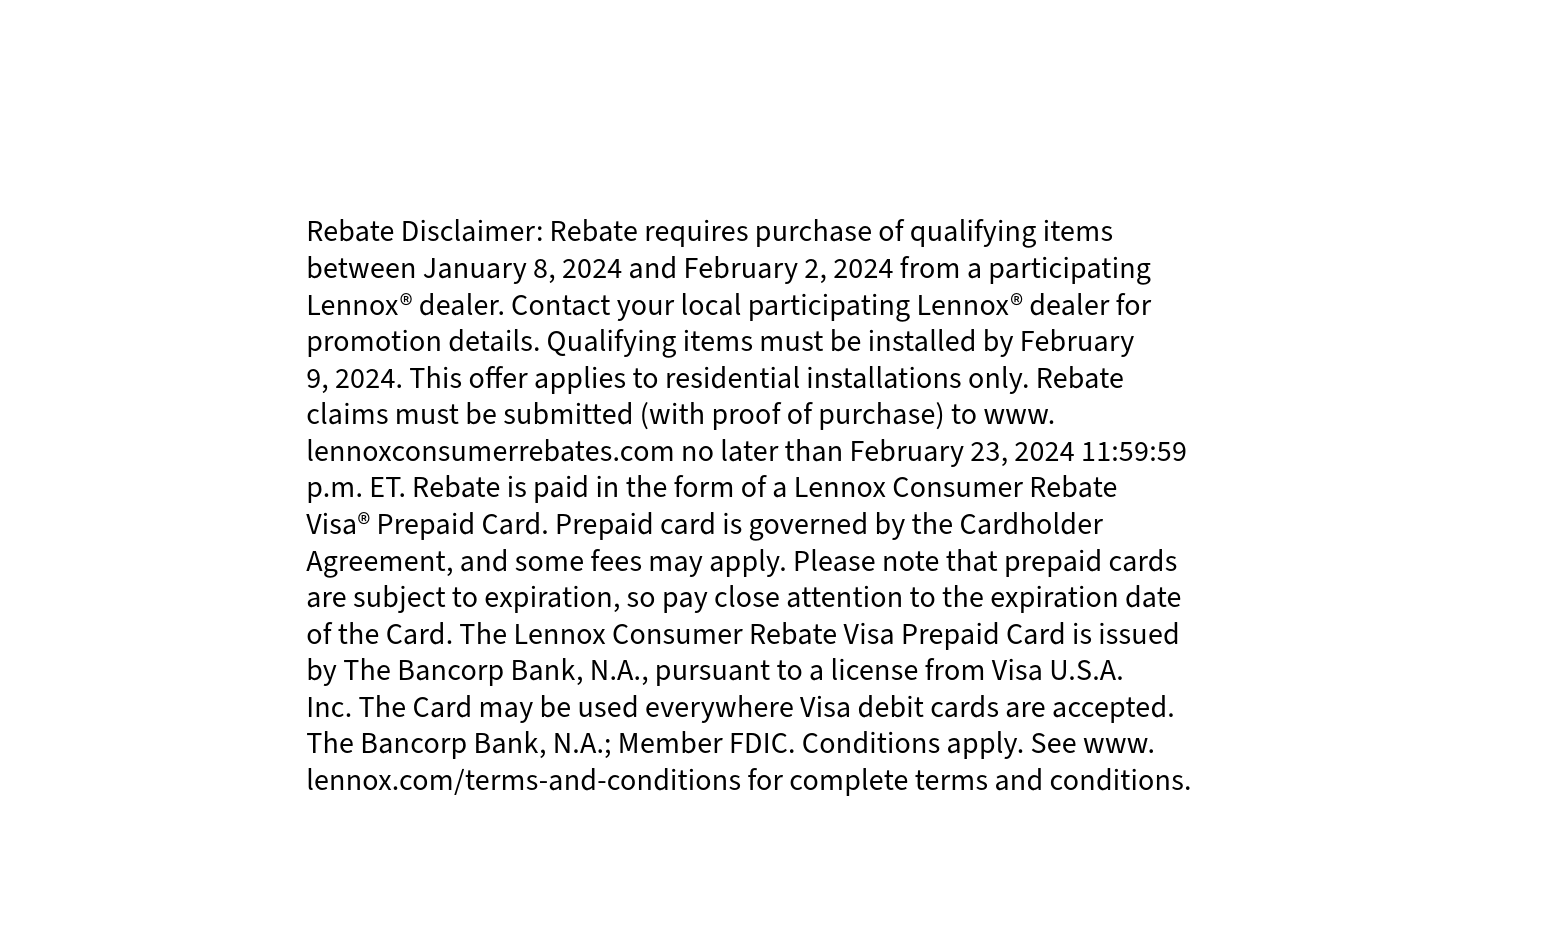 Rebate Disclaimer: Rebate requires purchase of qualifying items
between January 8, 2024 and February 2, 2024 from a participating
Lennox® dealer. Contact your local participating Lennox® dealer for
promotion details. Qualifying items must be installed by February
9, 2024. This offer applies to residential installations only. Rebate
claims must be submitted (with proof of purchase) to www.
lennoxconsumerrebates.com no later than February 23, 2024 11:59:59
p.m. ET. Rebate is paid in the form of a Lennox Consumer Rebate
Visa® Prepaid Card. Prepaid card is governed by the Cardholder
Agreement, and some fees may apply. Please note that prepaid cards
are subject to expiration, so pay close attention to the expiration date
of the Card. The Lennox Consumer Rebate Visa Prepaid Card is issued
by The Bancorp Bank, N.A., pursuant to a license from Visa U.S.A.
Inc. The Card may be used everywhere Visa debit cards are accepted.
The Bancorp Bank, N.A.; Member FDIC. Conditions apply. See www.
lennox.com/terms-and-conditions for complete terms and conditions.